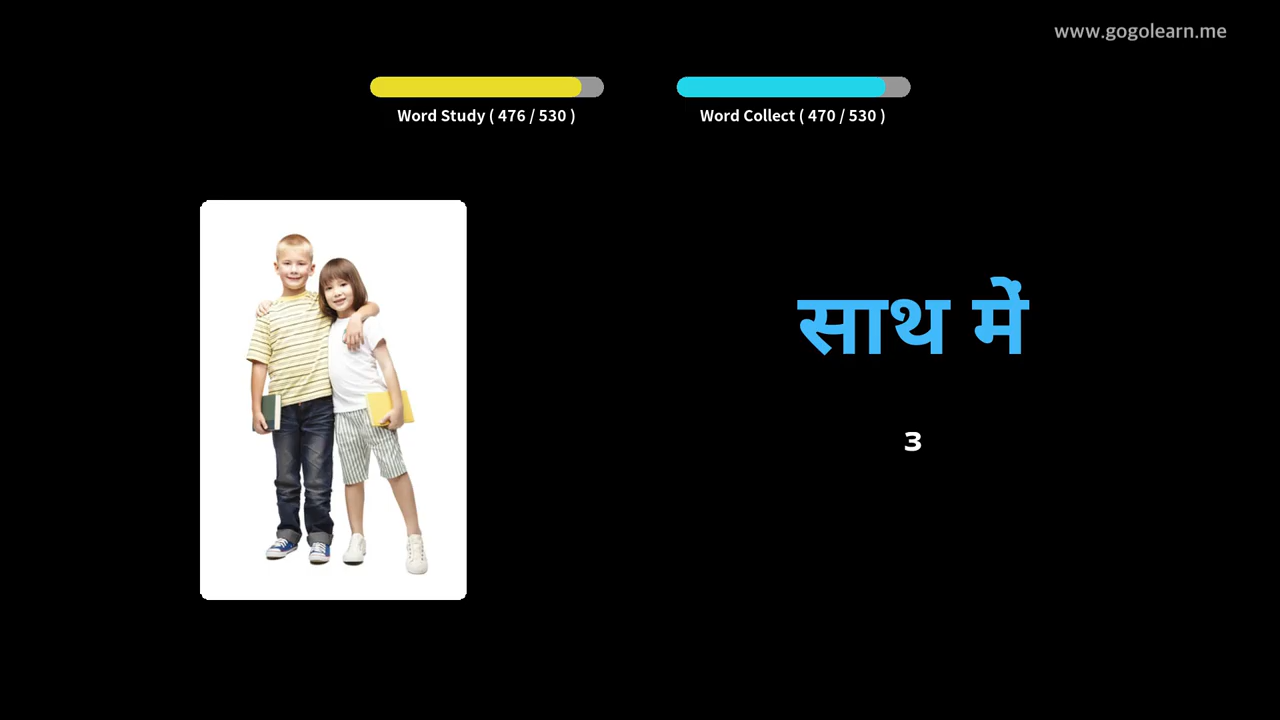 www.gogolearn.me
Word Study ( 476 / 530 )
Word Collect ( 470 / 530 )
साथ में
3